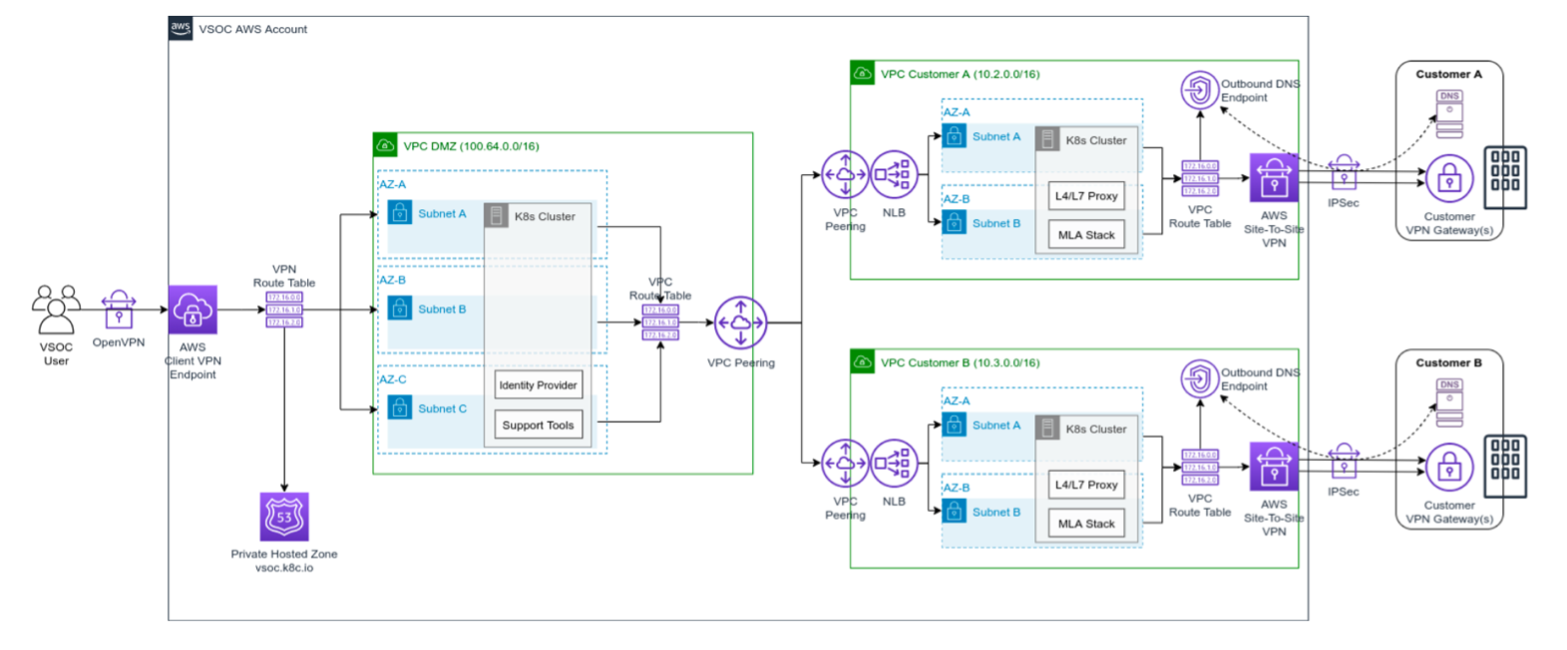 aws
VSOC AWS Account
VSOC
User
OpenVPN
AWS
Client VPN
Endpoint
VPN
Route Table
172.16.0.0
172.16.1.0
172.16.2.0
53
Private Hosted Zone
vsoc.k8c.io
VPC DMZ (100.64.0.0/16)
AZ-A
Subnet A
K8s Cluster
AZ-B
Subnet B
AZ-C
Subnet C
Identity Provider
Support Tools
VPC
Route Table
172.16.0.0
172.16.1.0
172.16.2.0
VPC Peering
VPC Customer A (10.2.0.0/16)
VPC
Peering
NLB
AZ-A
Subnet A
K8s Cluster
AZ-B
Subnet B
L4/L7 Proxy
MLA Stack
Outbound DNS
Endpoint
172.16.0.0
172.16.1.0
172.16.2.0
VPC
Route Table
AWS
Site-To-Site
VPN
IPSec
Customer A
DNS
Customer
VPN Gateway(s)
VPC Customer B (10.3.0.0/16)
VPC
Peering
NLB
AZ-A
Subnet A
K8s Cluster
AZ-B
Subnet B
L4/L7 Proxy
MLA Stack
Outbound DNS
Endpoint
172.16.0.0
172.16.1.0
172.16.2.0
VPC
Route Table
AWS
Site-To-Site
VPN
IPSec
Customer B
DNS
Customer
VPN Gateway(s)